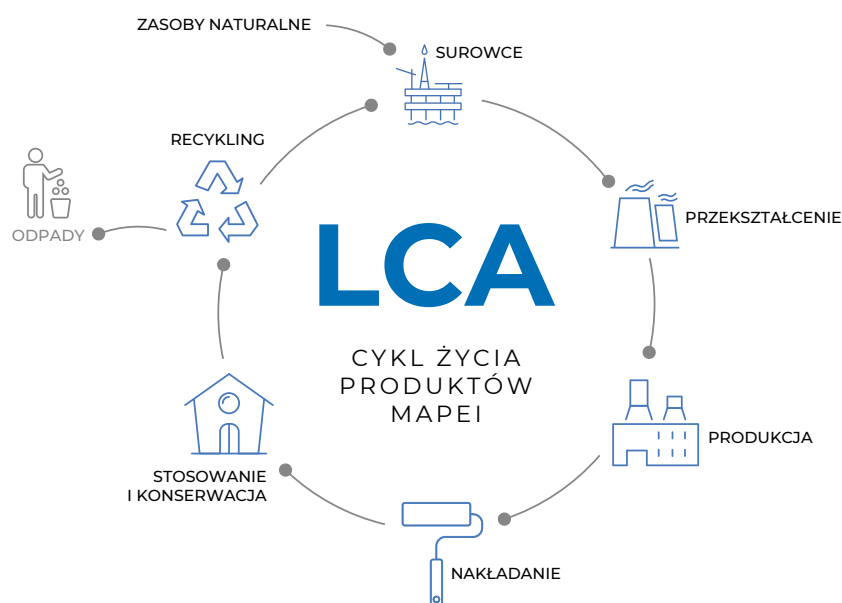 ZASOBY NATURALNE
SUROWCE
RECYKLING
PRZEKSZTAŁCENIE
ODPADY
LCA
CYKL ŻYCIA
PRODUKTÓW
MAPEI
PRODUKCJA
STOSOWANIE
I KONSERWACJA
NAKŁADANIE